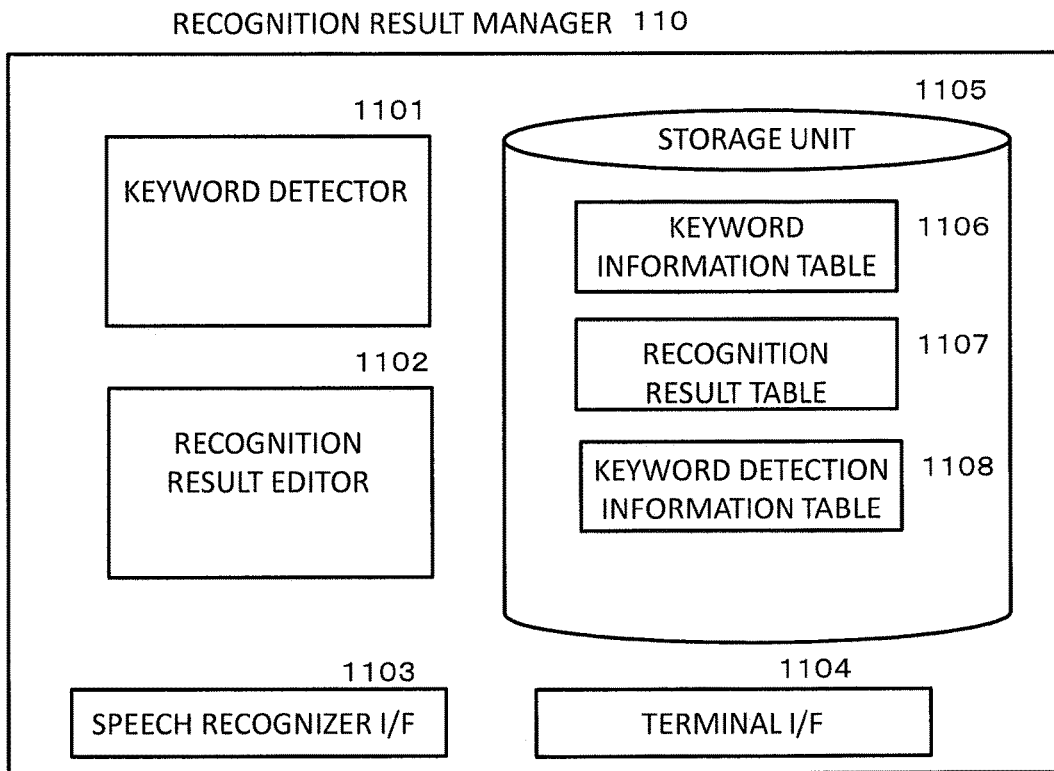 RECOGNITION RESULT MANAGER 110
1101
KEYWORD DETECTOR
1102
RECOGNITION
RESULT EDITOR
1105
STORAGE UNIT
KEYWORD
INFORMATION TABLE
1106
RECOGNITION
RESULT TABLE
1107
KEYWORD DETECTION
INFORMATION TABLE
1108
1103
SPEECH RECOGNIZER I/F
1104
TERMINAL I/F